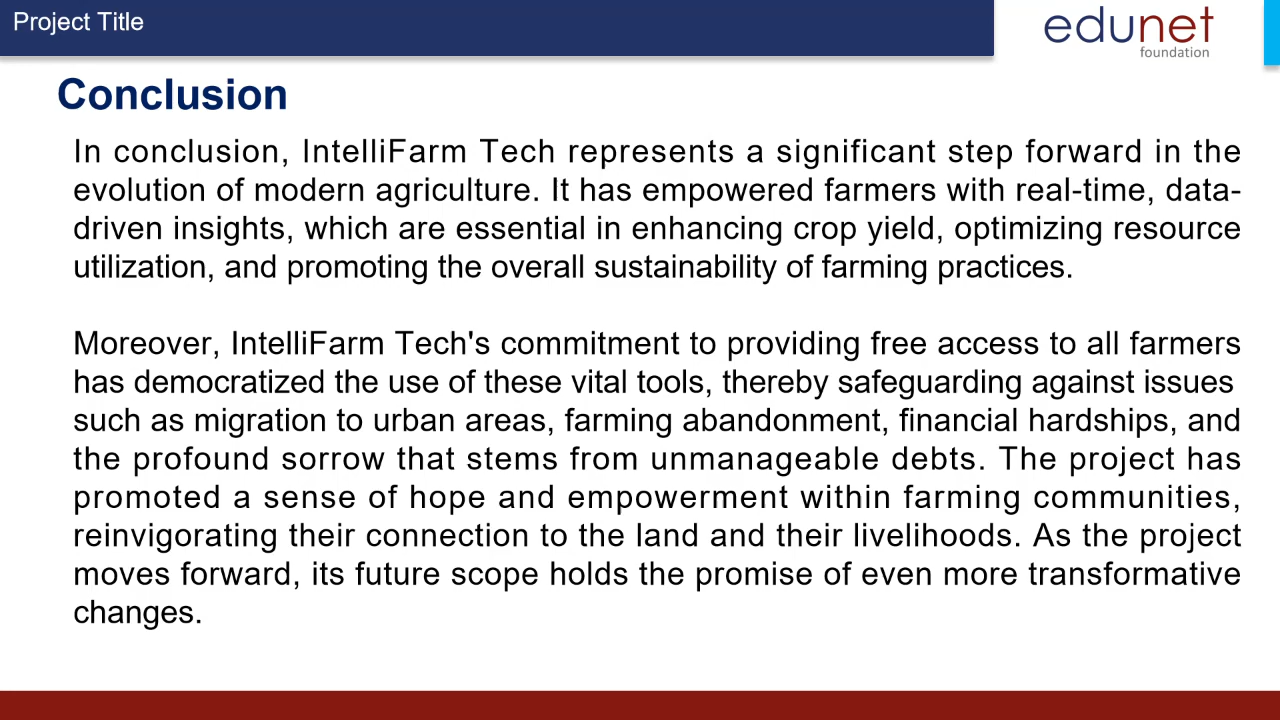 Project Title
edunet
foundation
Conclusion
In conclusion, IntelliFarm Tech represents a significant step forward in the
evolution of modern agriculture. It has empowered farmers with real-time, data-
driven insights, which are essential in enhancing crop yield, optimizing resource
utilization, and promoting the overall sustainability of farming practices.
Moreover, IntelliFarm Tech's commitment to providing free access to all farmers
has democratized the use of these vital tools, thereby safeguarding against issues
such as migration to urban areas, farming abandonment, financial hardships, and
the profound sorrow that stems from unmanageable debts. The project has
promoted a sense of hope and empowerment within farming communities,
reinvigorating their connection to the land and their livelihoods. As the project
moves forward, its future scope holds the promise of even more transformative
changes.